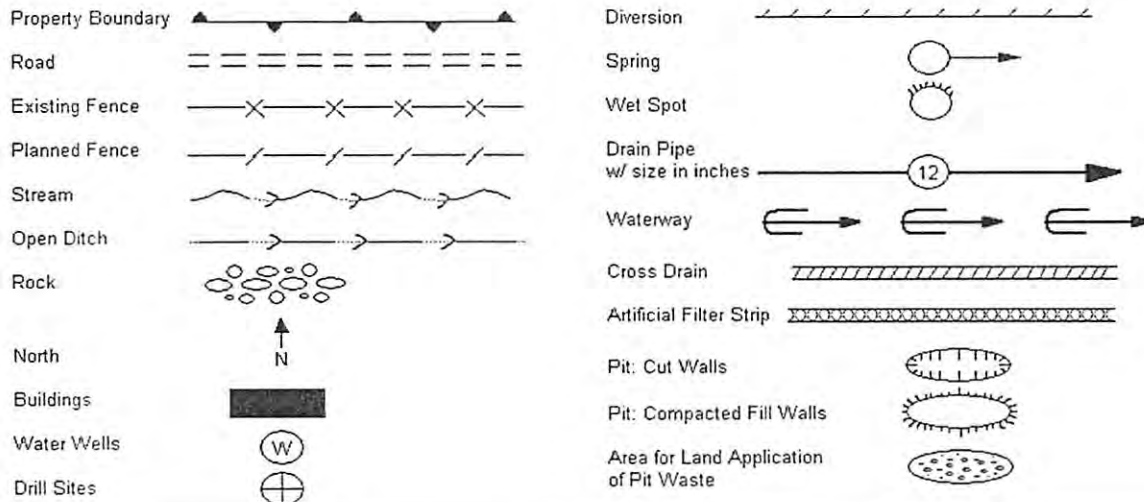 Property Boundary
Road
Existing Fence
Planned Fence
Stream
Open Ditch
Rock
North
N
Buildings
Water Wells
W
Drill Sites
Diversion
Spring
Wet Spot
Drain Pipe
w/ size in inches
12
Waterway
Cross Drain
Artificial Filter Strip
Pit: Cut Walls
Pit: Compacted Fill Walls
Area for Land Application
of Pit Waste